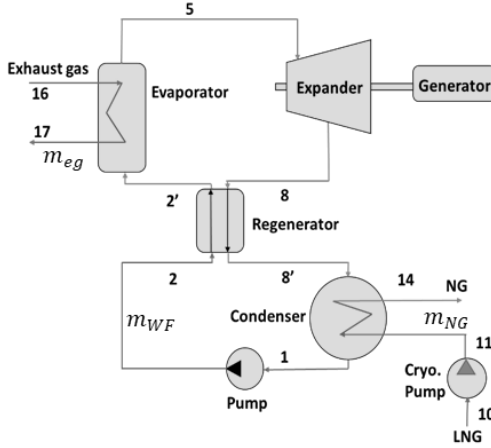 5
Exhaust gas
16
Evaporator
Expander
Generator
17
m_eg
2'
8
Regenerator
2
8'
14
NG
m_WF
Condenser
m_NG
1
11
Pump
Cryo.
Pump
10
LNG